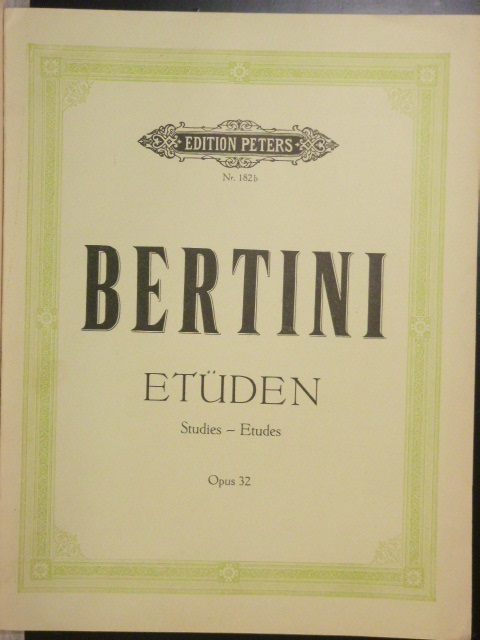 EDITION PETERS
Nr. 182b
BERTINI
ETÜDEN
Studies – Etudes
Opus 32